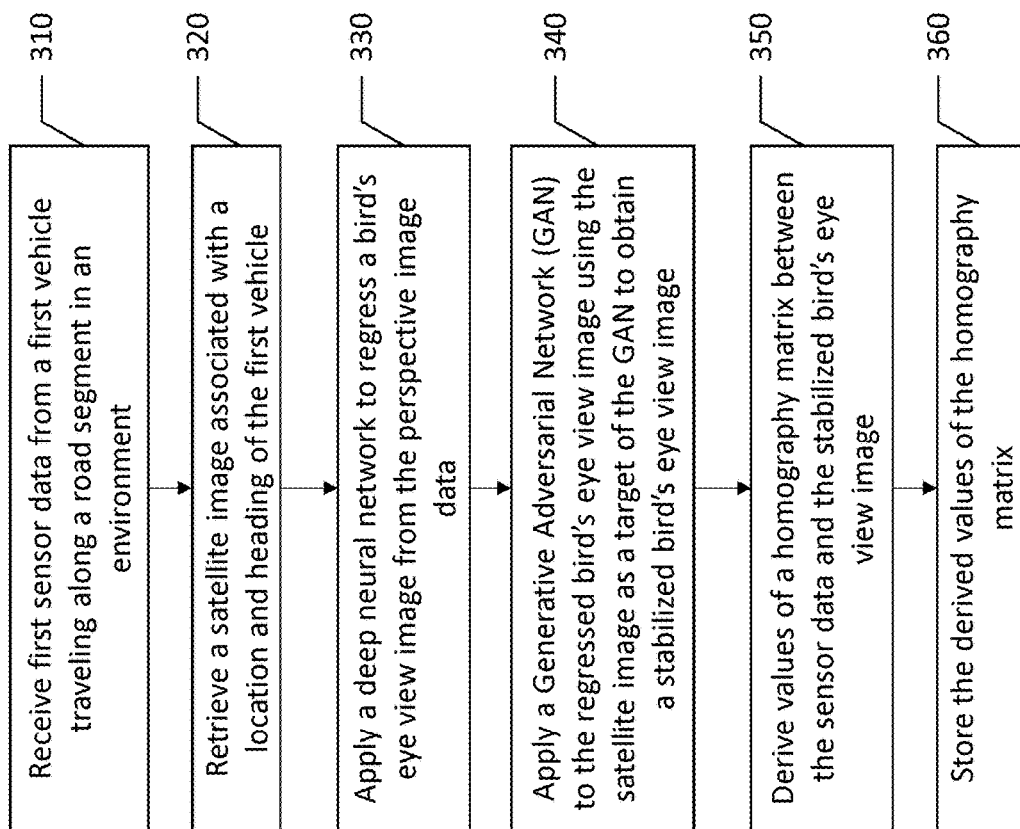 Receive first sensor data from a first vehicle
traveling along a road segment in an
environment
310
Retrieve a satellite image associated with a
location and heading of the first vehicle
320
Apply a deep neural network to regress a bird's
eye view image from the perspective image
data
330
Apply a Generative Adversarial Network (GAN)
to the regressed bird's eye view image using the
satellite image as a target of the GAN to obtain
a stabilized bird's eye view image
340
Derive values of a homography matrix between
the sensor data and the stabilized bird's eye
view image
350
Store the derived values of the homography
matrix
360